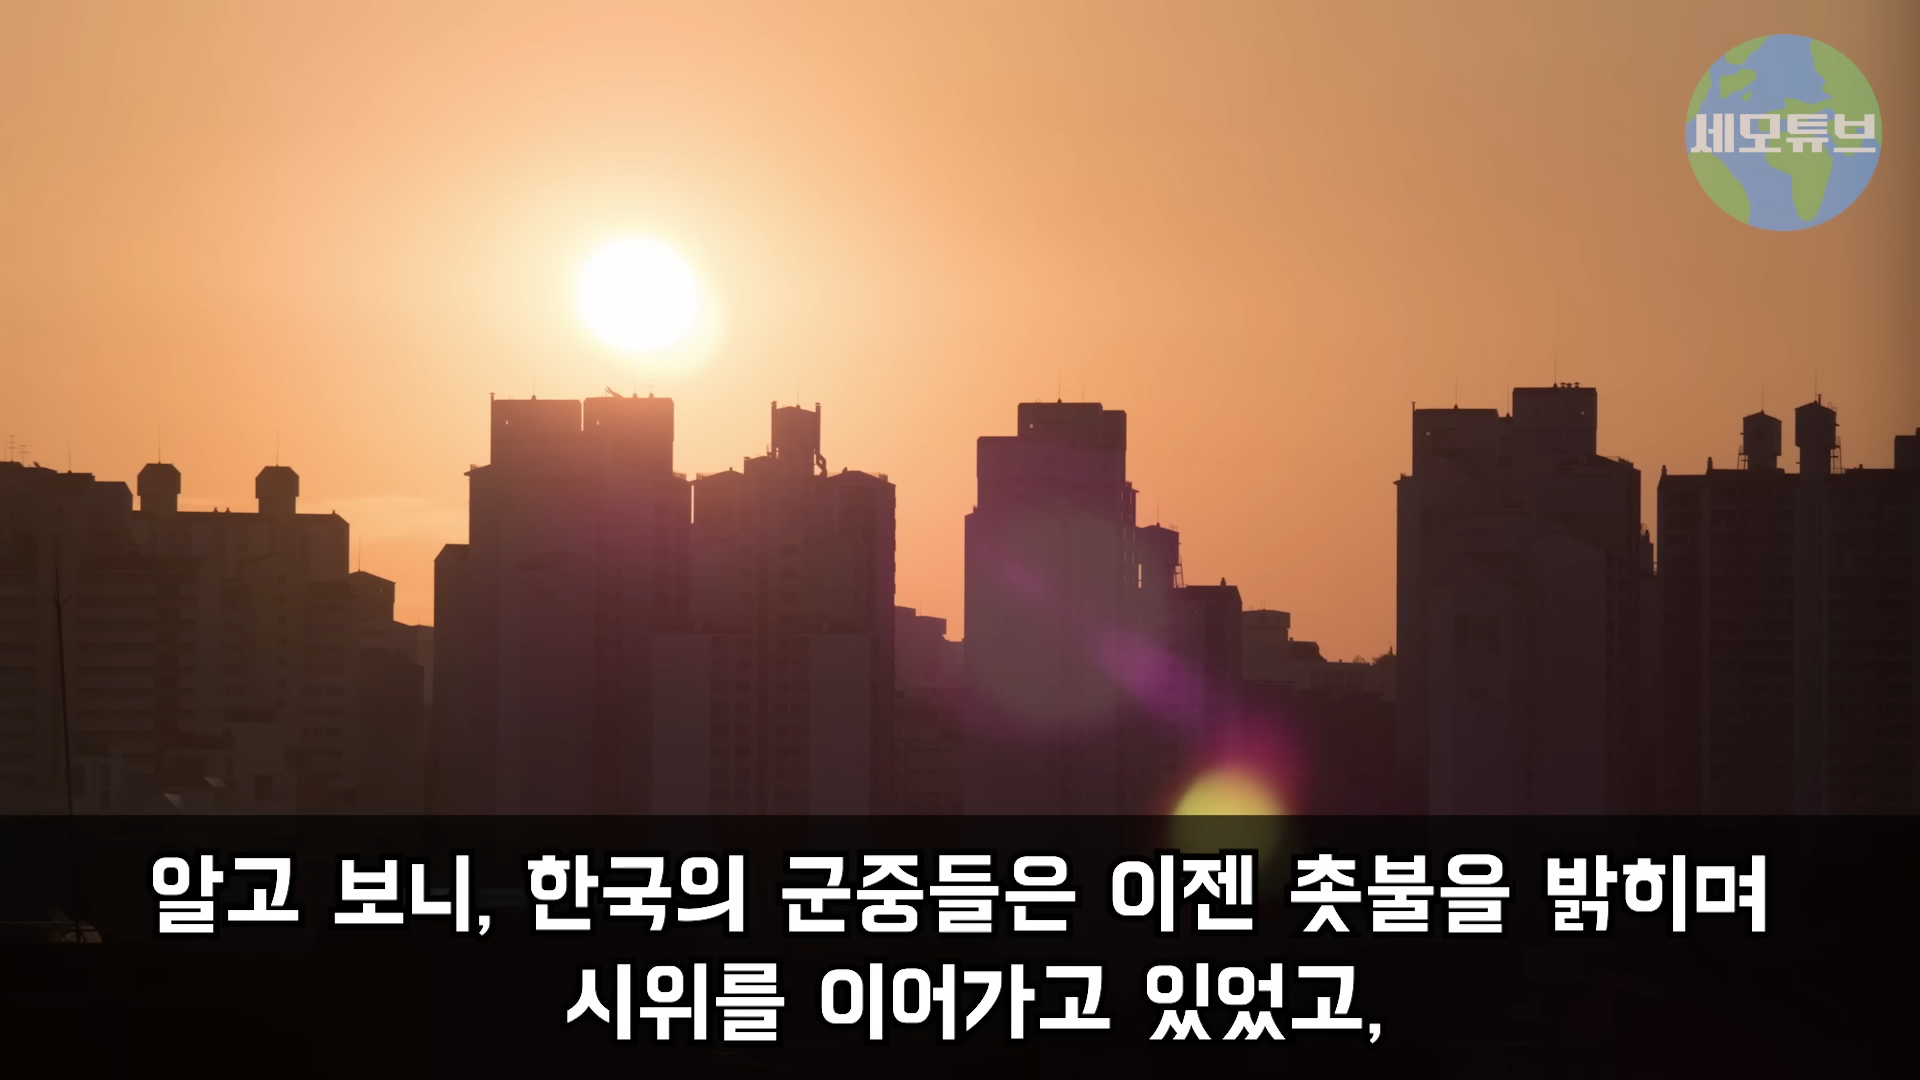 세모튜브
알고 보니, 한국의 군중들은 이젠 촛불을 밝히며
시위를 이어가고 있었고,